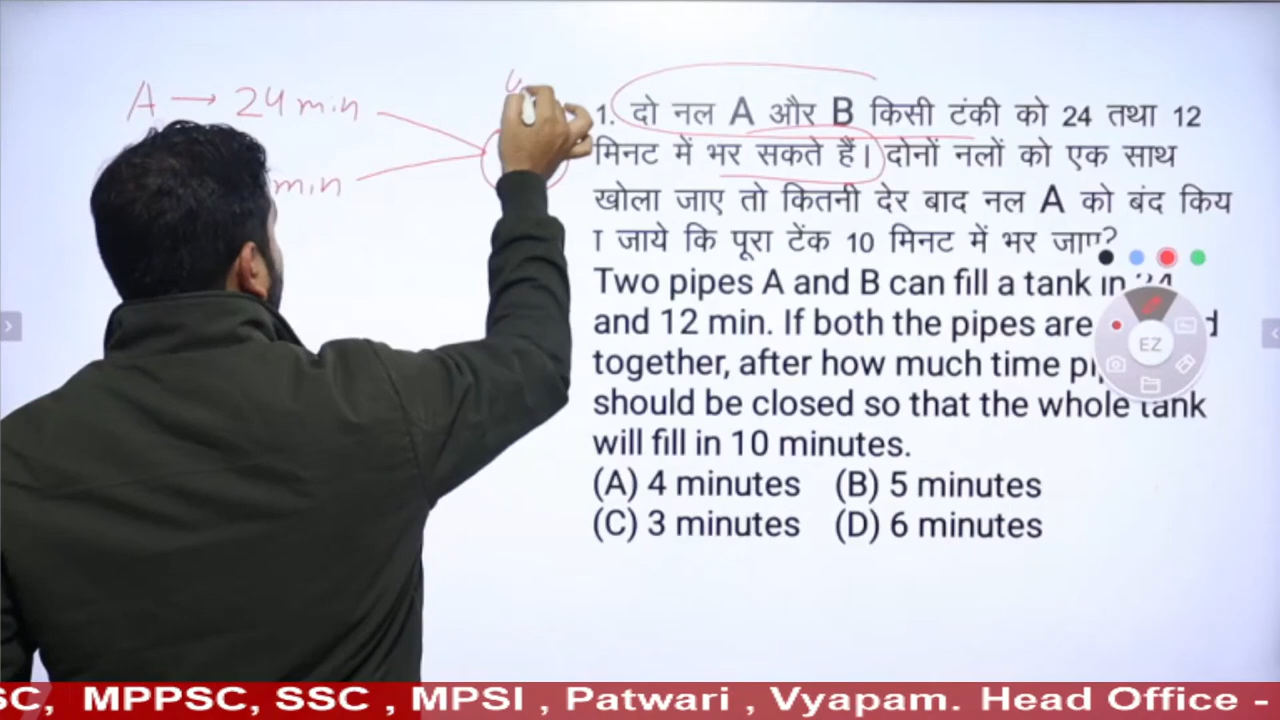 A → 24 min
min
1. दो नल A और B किसी टंकी को 24 तथा 12
मिनट में भर सकते हैं। दोनों नलों को एक साथ
खोला जाए तो कितनी देर बाद नल A को बंद किय
ा जाये कि पूरा टेंक 10 मिनट में भर जाए?
Two pipes A and B can fill a tank in 24
and 12 min. If both the pipes are
together, after how much time
should be closed so that the whole tank
will fill in 10 minutes.
(A) 4 minutes (B) 5 minutes
(C) 3 minutes (D) 6 minutes
EZ
SC, MPPSC, SSC , MPSI , Patwari , Vyapam. Head Office -